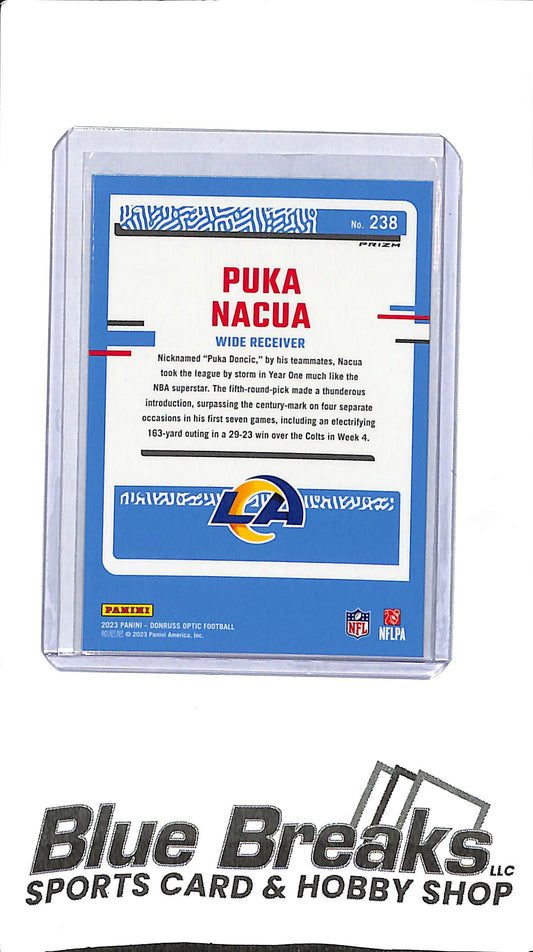 No. 238
PRIZM
PUKA
NACUA
WIDE RECEIVER
Nicknamed "Puka Doncic," by his teammates, Nacua
took the league by storm in Year One much like the
NBA superstar. The fifth-round-pick made a thunderous
introduction, surpassing the century-mark on four separate
occasions in his first seven games, including an electrifying
163-yard outing in a 29-23 win over the Colts in Week 4.
LA
PANINI
2023 PANINI – DONRUSS OPTIC FOOTBALL
帕尼尼 © 2023 Panini America, Inc.
NFL
NFLPA
Blue Breaks LLC
SPORTS CARD & HOBBY SHOP